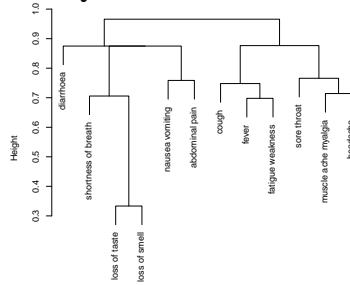 1.0
0.9
0.8
0.7
0.6
0.5
0.4
0.3
Height
diarrhoea
shortness of breath
loss of taste
loss of smell
nausea vomiting
abdominal pain
cough
fever
fatigue weakness
sore throat
muscle ache myalgia